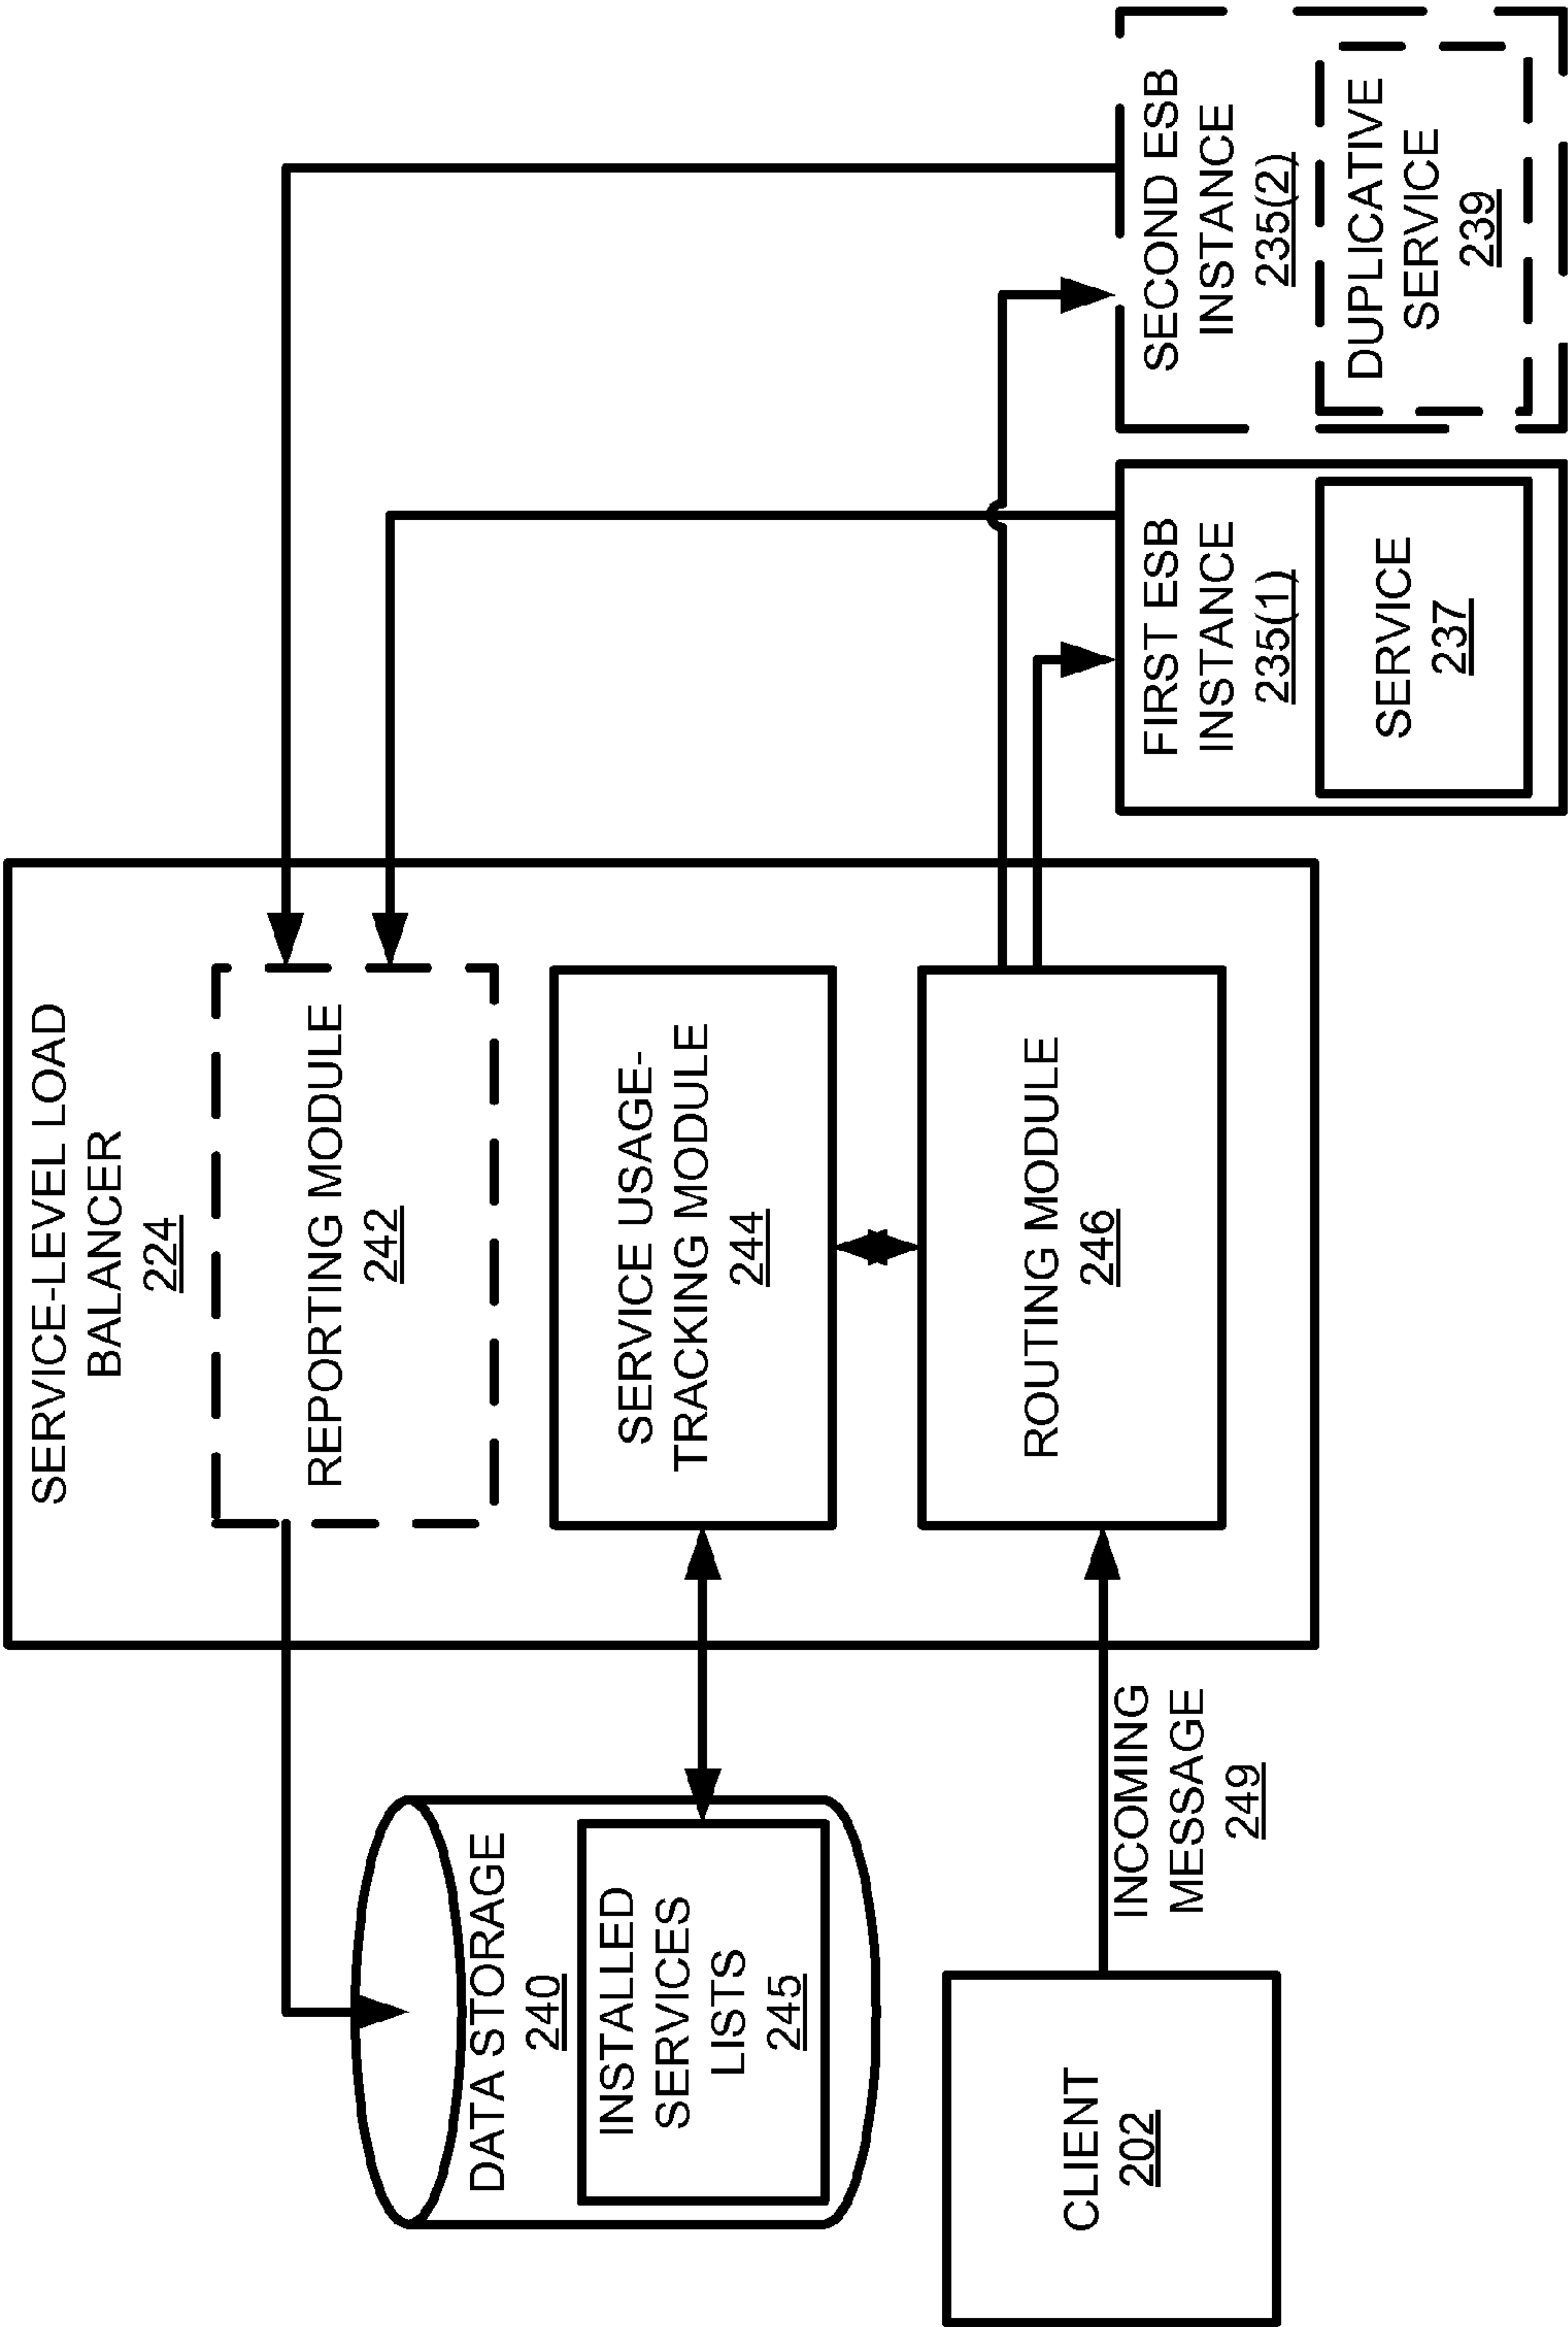 SERVICE-LEVEL LOAD
BALANCER
224
REPORTING MODULE
242
SERVICE USAGE-
TRACKING MODULE
244
ROUTING MODULE
246
DATA STORAGE
240
INSTALLED
SERVICES
LISTS
245
CLIENT
202
INCOMING
MESSAGE
249
FIRST ESB
INSTANCE
235(1)
SERVICE
237
SECOND ESB
INSTANCE
235(2)
DUPLICATIVE
SERVICE
239